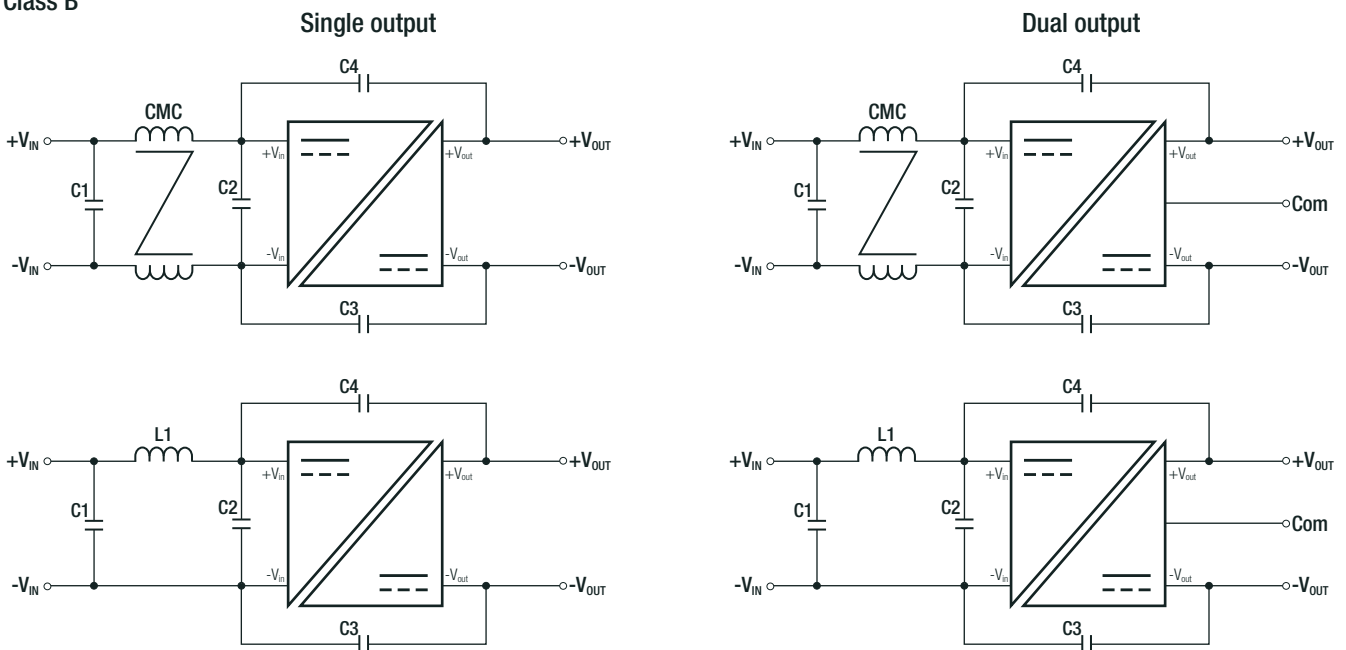 Class B
Single output
Dual output
C4
CMC
+VIN
+Vin
+Vout
+VOUT
C1
C2
-VIN
-Vin
-Vout
-VOUT
C3
C4
CMC
+VIN
+Vin
+Vout
+VOUT
C1
C2
Com
-VIN
-Vin
-Vout
-VOUT
C3
C4
L1
+VIN
+Vin
+Vout
+VOUT
C1
C2
-VIN
-Vin
-Vout
-VOUT
C3
C4
L1
+VIN
+Vin
+Vout
+VOUT
C1
C2
Com
-VIN
-Vin
-Vout
-VOUT
C3